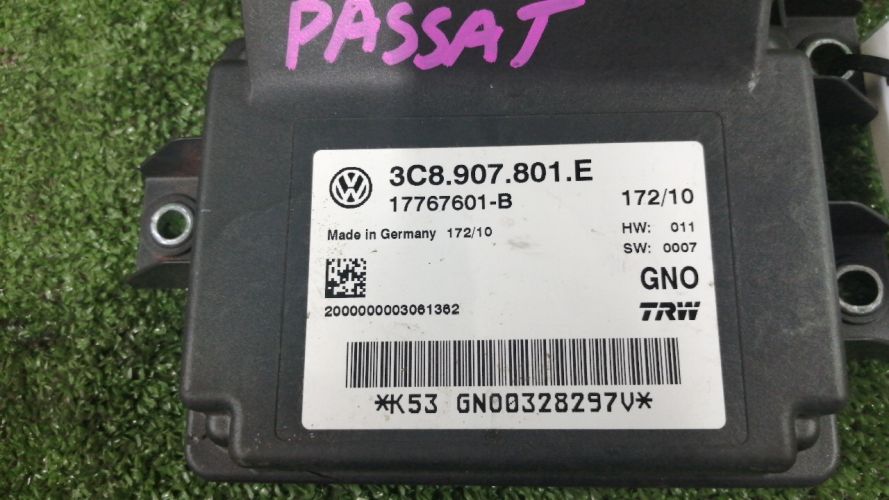 PASSAT
3C8.907.801.E
17767601-B 172/10
Made in Germany 172/10
HW: 011
SW: 0007
GNO
2000000003061362
TRW
*K53 GNO0328297V*